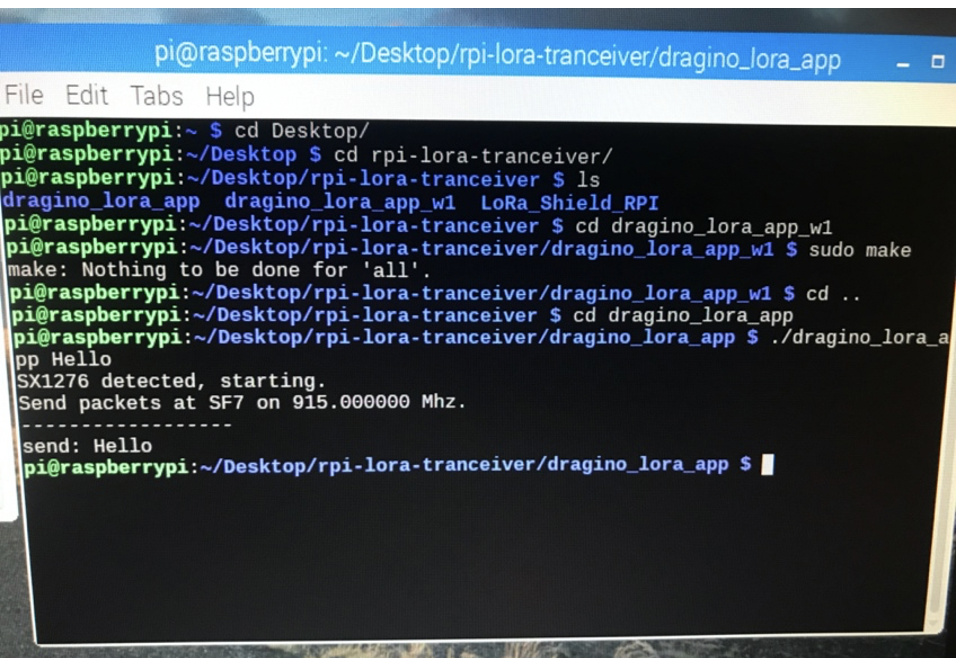 pi@raspberrypi: ~/Desktop/rpi-lora-tranceiver/dragino_lora_app
File Edit Tabs Help
pi@raspberrypi:~ $ cd Desktop/
pi@raspberrypi:~/Desktop $ cd rpi-lora-tranceiver/
pi@raspberrypi:~/Desktop/rpi-lora-tranceiver $ ls
dragino_lora_app  dragino_lora_app_w1  LoRa_Shield_RPI
pi@raspberrypi:~/Desktop/rpi-lora-tranceiver $ cd dragino_lora_app_w1
pi@raspberrypi:~/Desktop/rpi-lora-tranceiver/dragino_lora_app_w1 $ sudo make
make: Nothing to be done for 'all'.
pi@raspberrypi:~/Desktop/rpi-lora-tranceiver/dragino_lora_app_w1 $ cd ..
pi@raspberrypi:~/Desktop/rpi-lora-tranceiver $ cd dragino_lora_app
pi@raspberrypi:~/Desktop/rpi-lora-tranceiver/dragino_lora_app $ ./dragino_lora_a
pp Hello
SX1276 detected, starting.
Send packets at SF7 on 915.000000 Mhz.
------------------
send: Hello
pi@raspberrypi:~/Desktop/rpi-lora-tranceiver/dragino_lora_app $